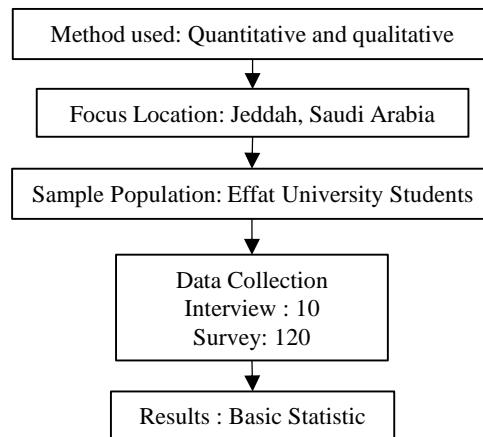 Method used: Quantitative and qualitative
Focus Location: Jeddah, Saudi Arabia
Sample Population: Effat University Students
Data Collection
Interview : 10
Survey: 120
Results : Basic Statistic